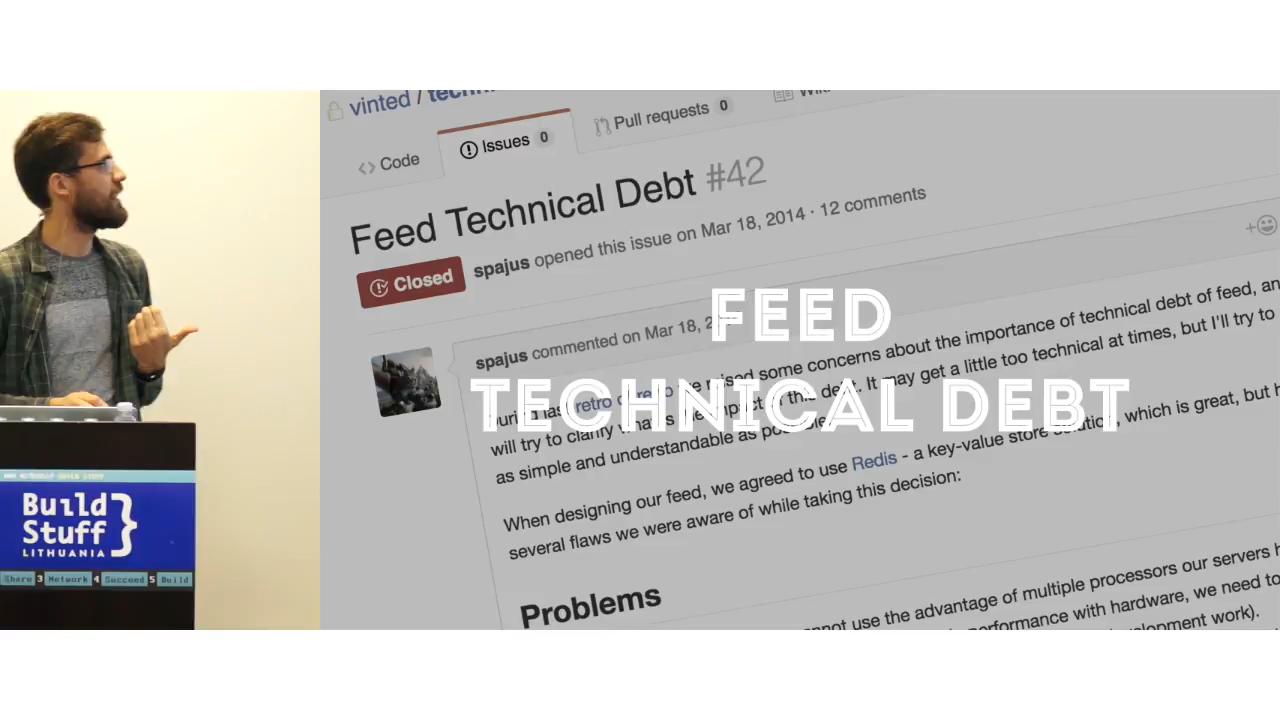 vinted /
Code
Issues 0
Pull requests 0
Feed Technical Debt #42
Closed
spajus opened this issue on Mar 18, 2014 · 12 comments
spajus commented on Mar 18,
FEED
TECHNICAL DEBT
raised some concerns about the importance of technical debt of feed, an
will try to clarify the impact of this debt. It may get a little too technical at times, but I'll try to
as simple and understandable as
When designing our feed, we agreed to use Redis - a key-value store solution, which is great, but
several flaws we were aware of while taking this decision:
Problems
use the advantage of multiple processors our servers
performance with hardware, we need to
work).
Build
Stuff
LITHUANIA
Share 3 Network 4 Succeed 5 Build